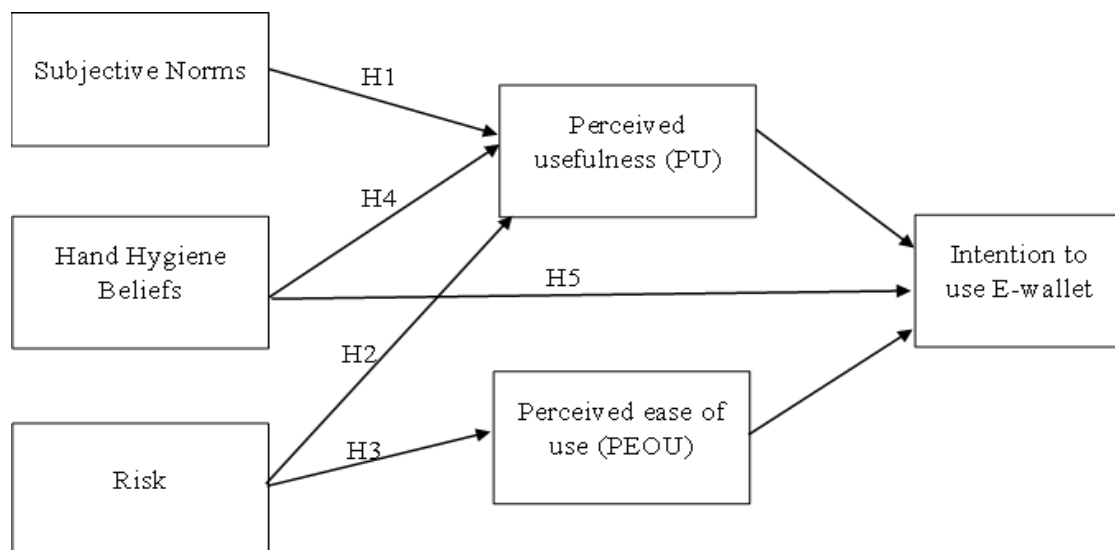 Subjective Norms
H1
Perceived
usefulness (PU)
H4
Hand Hygiene
Beliefs
H5
Intention to
use E-wallet
H2
Perceived ease of
use (PEOU)
H3
Risk